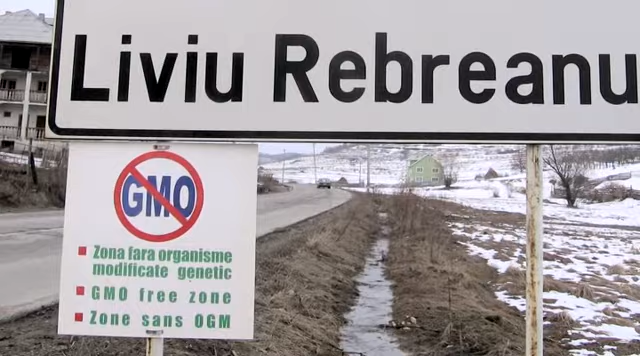 Liviu Rebreanu
GMO
Zona fara organisme
modificate genetic
GMO free zone
Zone sans OGM